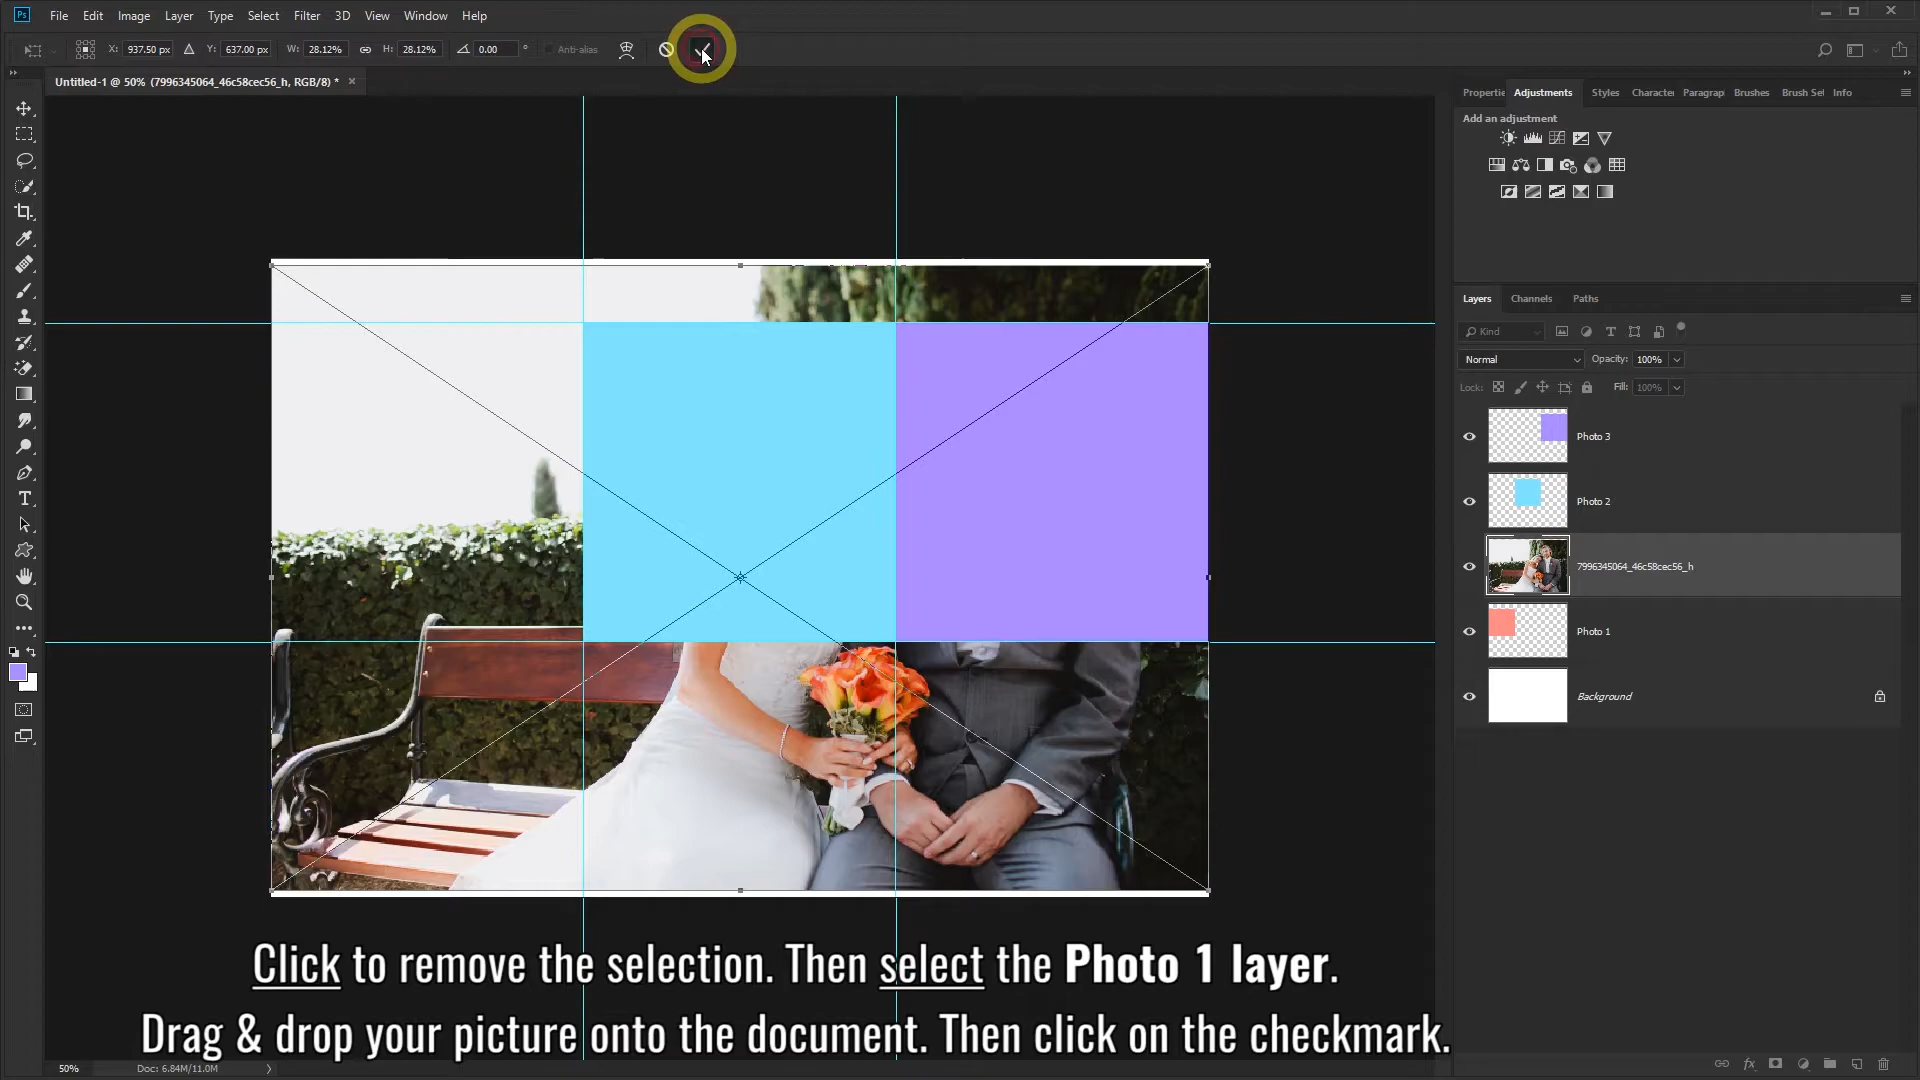 Ps File Edit Image Layer Type Select Filter 3D View Window Help
X: 937.50 px Y: 637.00 px W: 28.12% H: 28.12% 0.00 ° Anti-alias
Untitled-1 @ 50% (7996345064_46c58cec56_h, RGB/8) * ×
Propertie Adjustments Styles Character Paragrap Brushes Brush Set Info
Add an adjustment
Layers Channels Paths
Kind
Normal Opacity: 100%
Lock: Fill: 100%
Photo 3
Photo 2
7996345064_46c58cec56_h
Photo 1
Background
Click to remove the selection. Then select the Photo 1 layer.
Drag & drop your picture onto the document. Then click on the checkmark.
50% Doc: 6.84M/11.0M